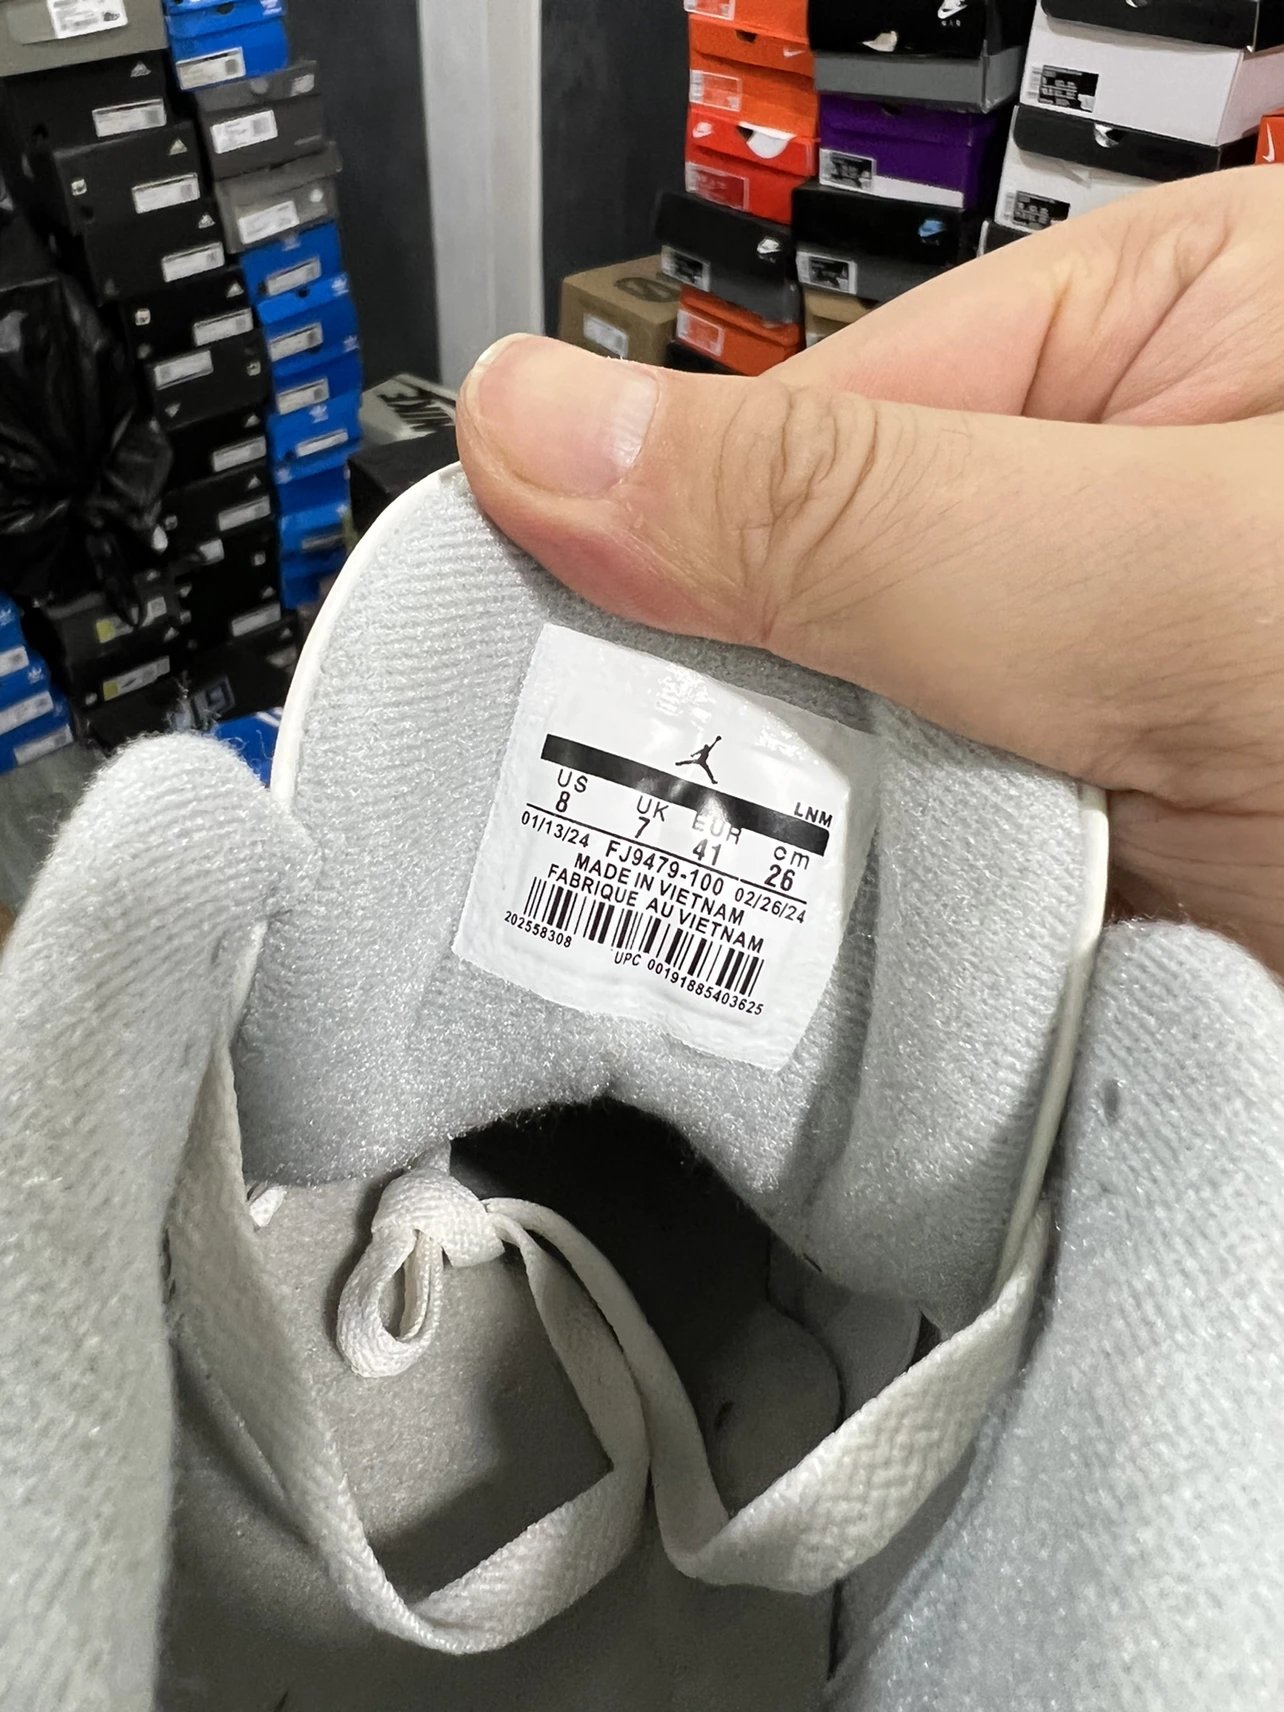 LNM
US UK EUR cm
8 7 41 26
01/13/24 FJ9479-100 02/26/24
MADE IN VIETNAM
FABRIQUE AU VIETNAM
202558308 UPC 00191885403625
NIKE